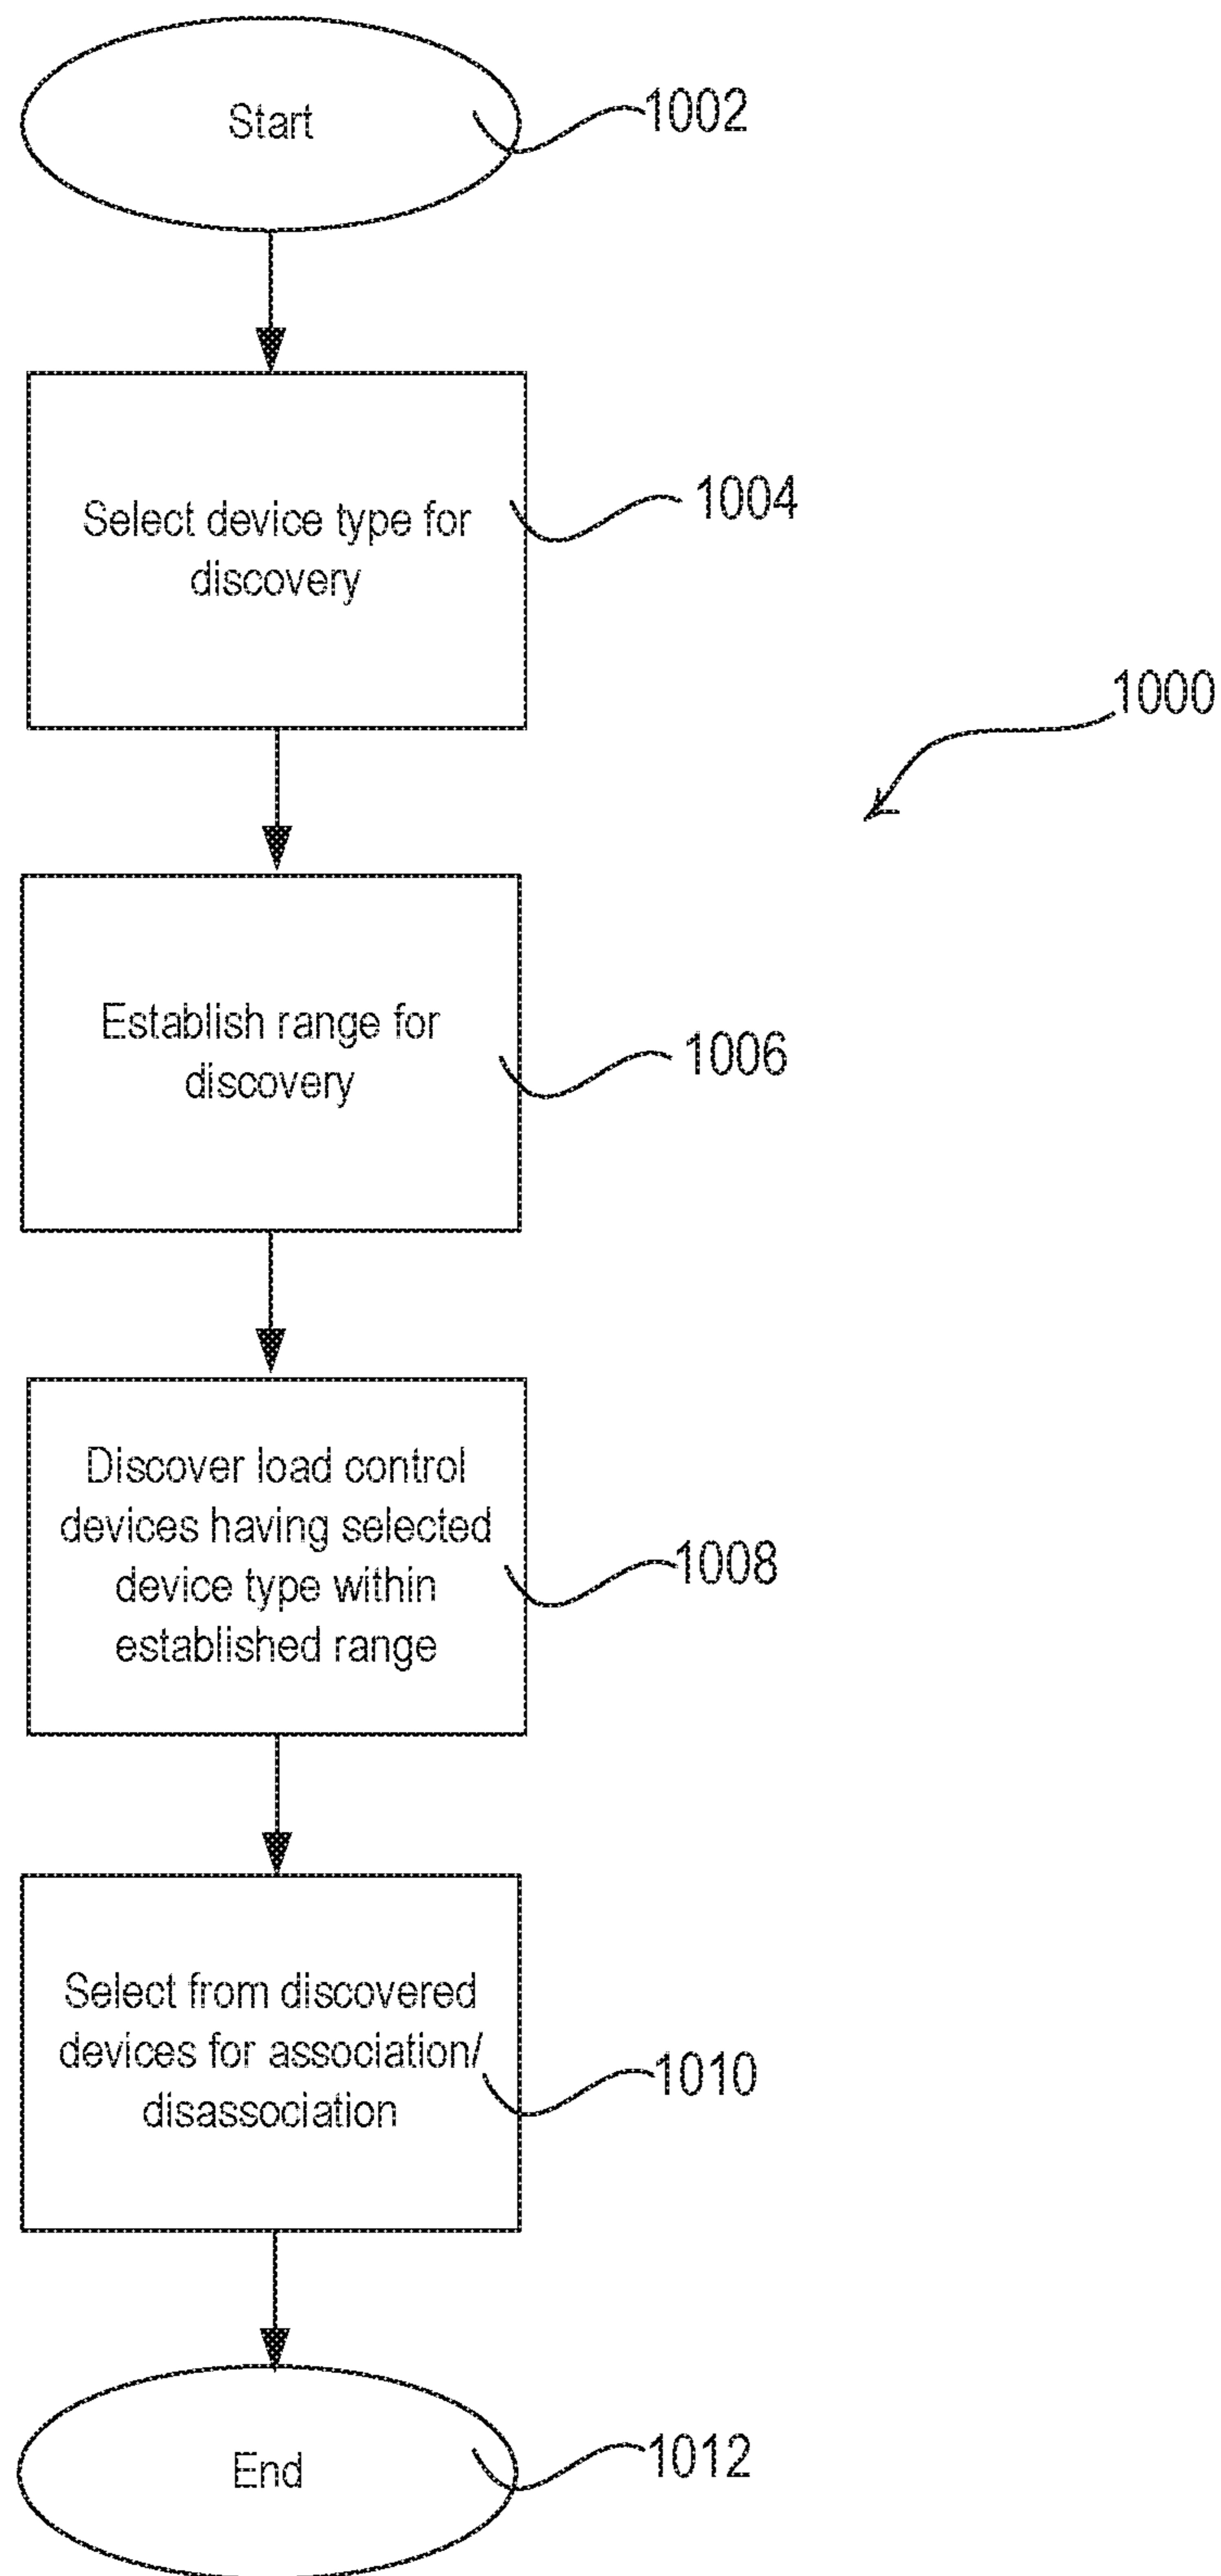 Start
1002
Select device type for
discovery
1004
1000
Establish range for
discovery
1006
Discover load control
devices having selected
device type within
established range
1008
Select from discovered
devices for association/
disassociation
1010
End
1012